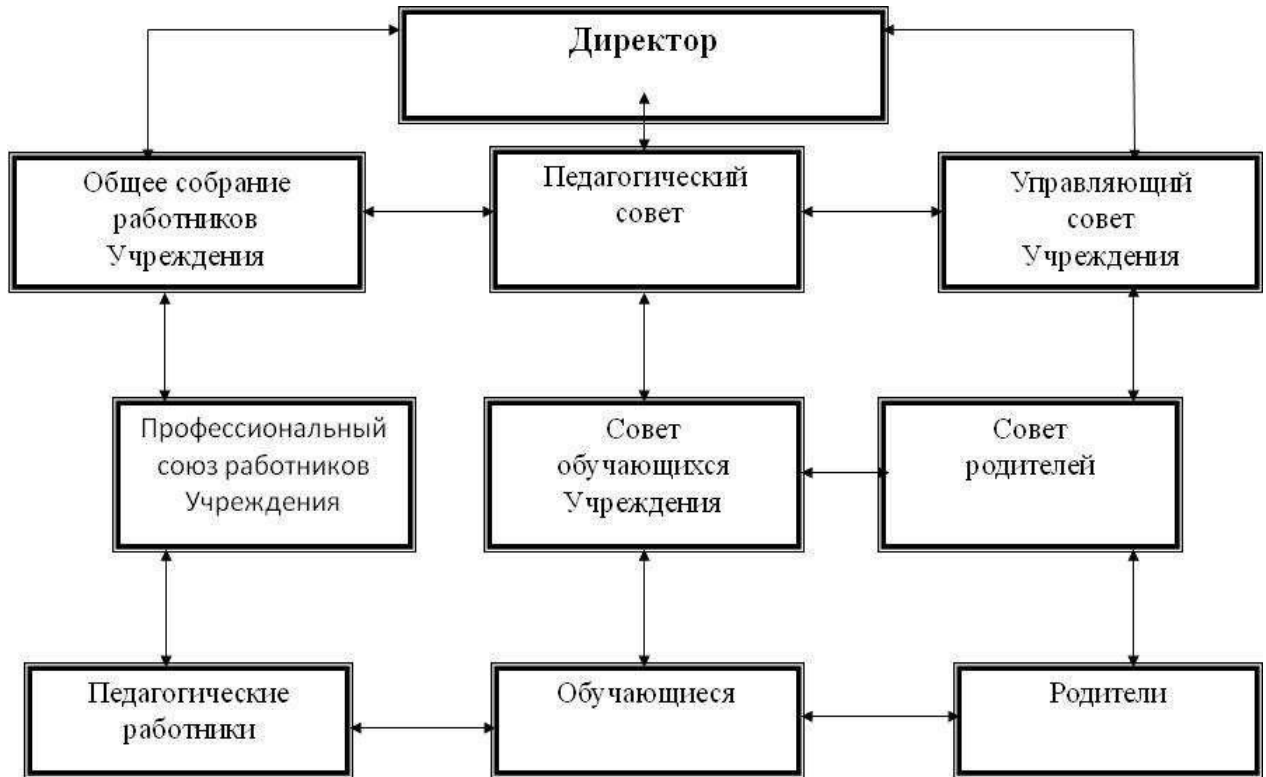 Директор
Общее собрание
работников
Учреждения
Педагогический
совет
Управляющий
совет
Учреждения
Профессиональный
союз работников
Учреждения
Совет
обучающихся
Учреждения
Совет
родителей
Педагогические
работники
Обучающиеся
Родители